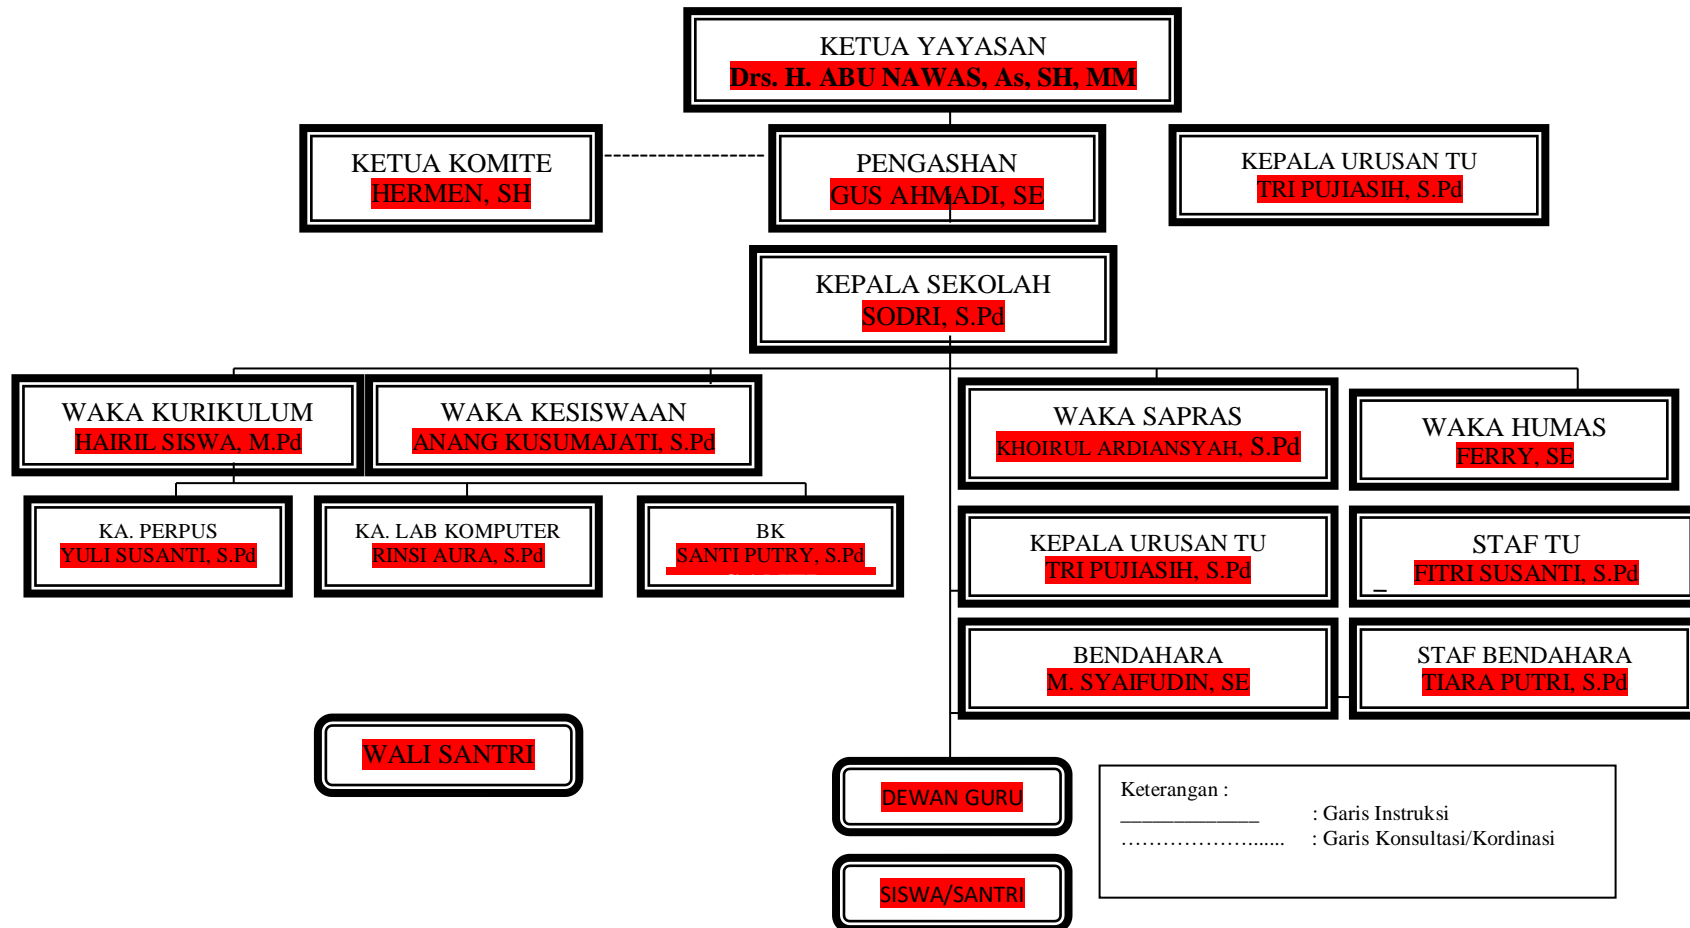 KETUA YAYASAN
Drs. H. ABU NAWAS, As, SH, MM
KETUA KOMITE
HERMEN, SH
PENGASHAN
GUS AHMADI, SE
KEPALA URUSAN TU
TRI PUJIASIH, S.Pd
KEPALA SEKOLAH
SODRI, S.Pd
WAKA KURIKULUM
HAIRIL SISWA, M.Pd
WAKA KESISWAAN
ANANG KUSUMAJATI, S.Pd
WAKA SAPRAS
KHOIRUL ARDIANSYAH, S.Pd
WAKA HUMAS
FERRY, SE
KA. PERPUS
YULI SUSANTI, S.Pd
KA. LAB KOMPUTER
RINSI AURA, S.Pd
BK
SANTI PUTRY, S.Pd
KEPALA URUSAN TU
TRI PUJIASIH, S.Pd
STAF TU
FITRI SUSANTI, S.Pd
BENDAHARA
M. SYAIFUDIN, SE
STAF BENDAHARA
TIARA PUTRI, S.Pd
WALI SANTRI
DEWAN GURU
SISWA/SANTRI
Keterangan :
_____________ : Garis Instruksi
………………....... : Garis Konsultasi/Kordinasi